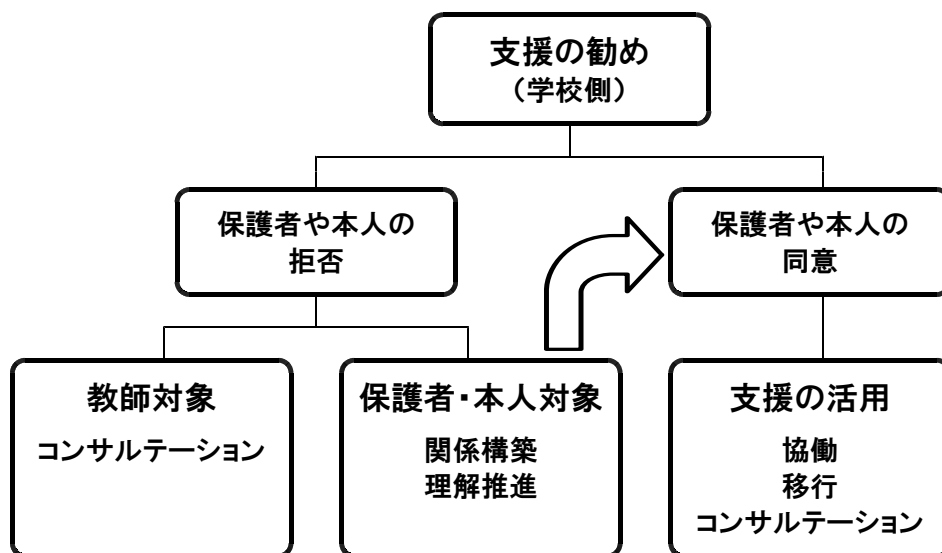 支援の勧め
（学校側）
保護者や本人の
拒否
保護者や本人の
同意
教師対象
コンサルテーション
保護者・本人対象
関係構築
理解推進
支援の活用
協働
移行
コンサルテーション